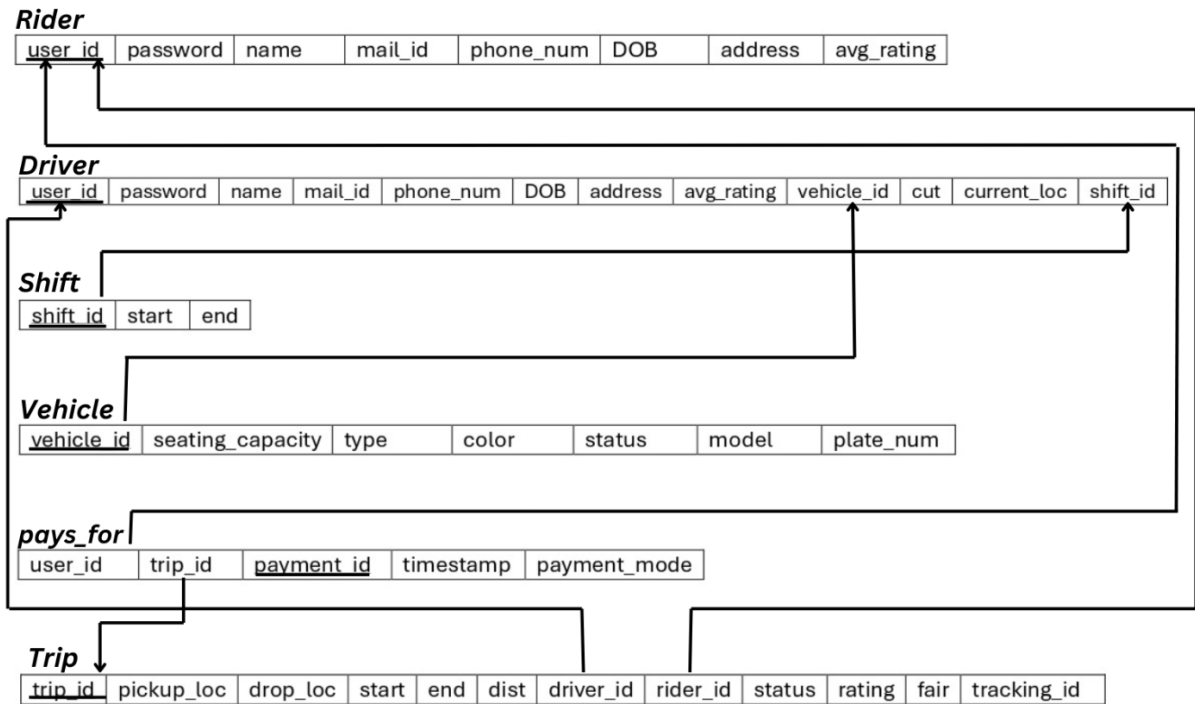 Rider
user_id password name mail_id phone_num DOB address avg_rating
Driver
user_id password name mail_id phone_num DOB address avg_rating vehicle_id cut current_loc shift_id
Shift
shift_id start end
Vehicle
vehicle_id seating_capacity type color status model plate_num
pays_for
user_id trip_id payment_id timestamp payment_mode
Trip
trip_id pickup_loc drop_loc start end dist driver_id rider_id status rating fair tracking_id